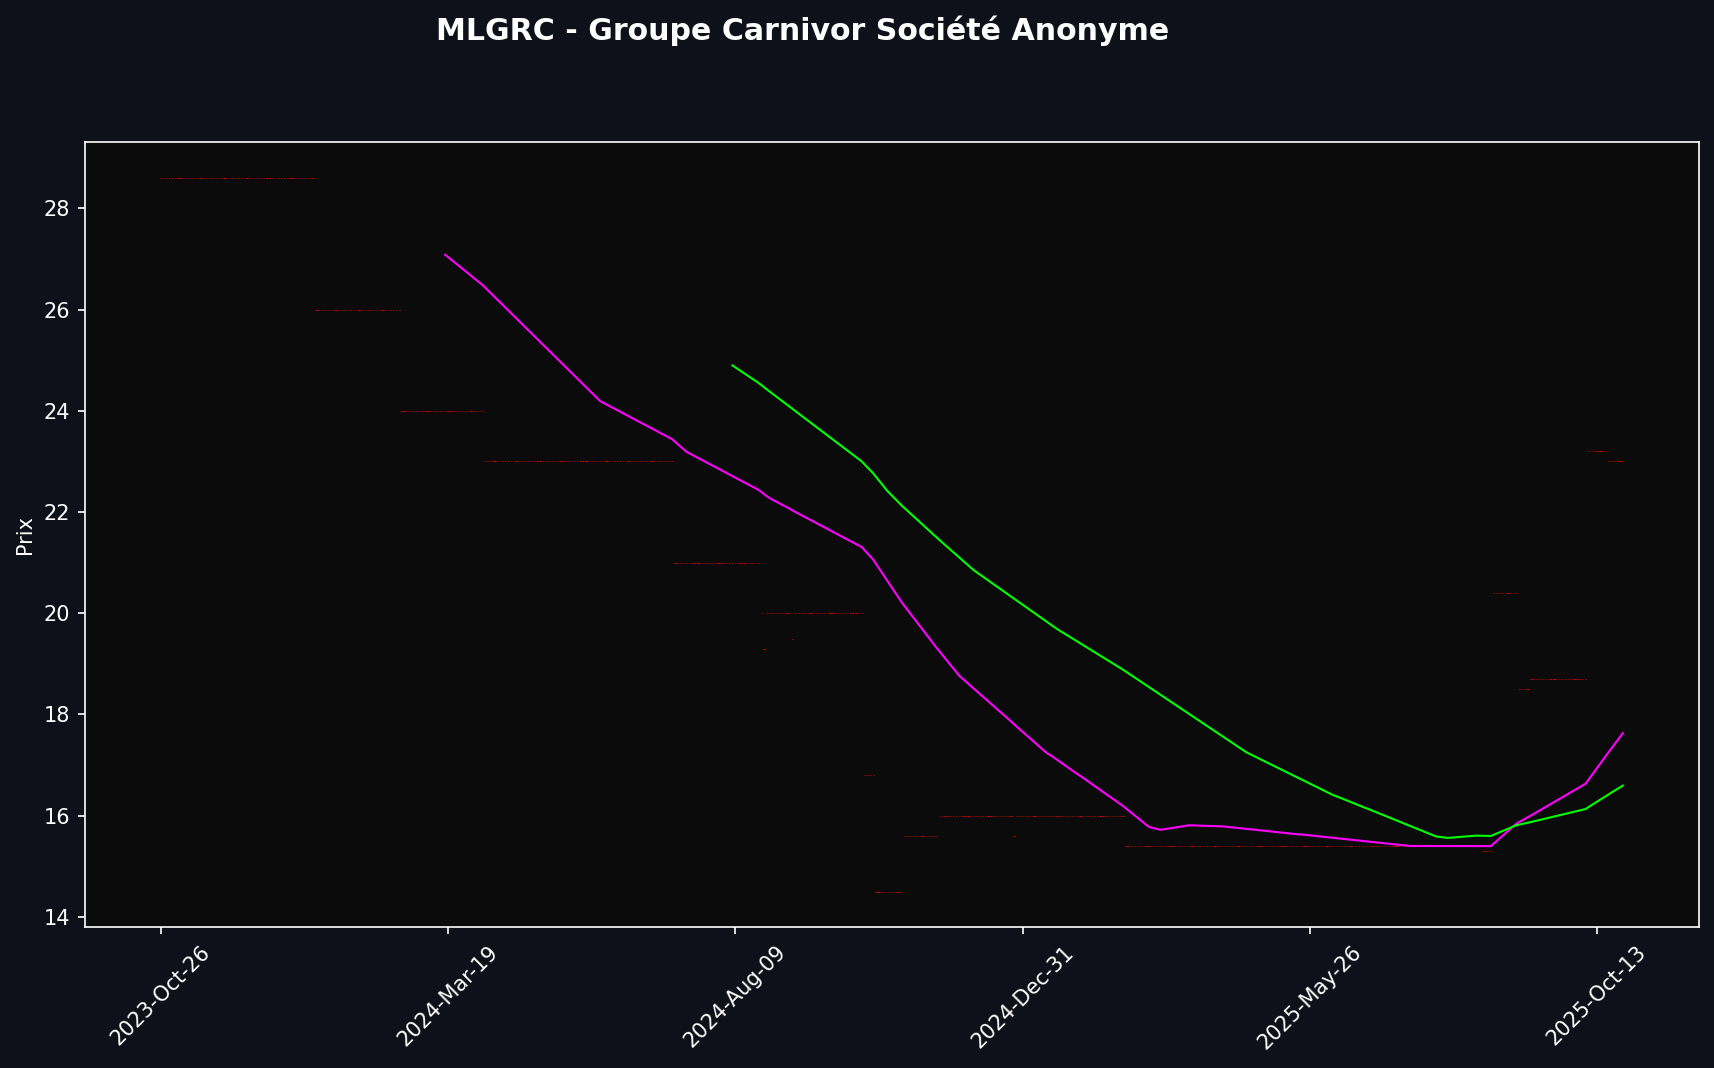 MLGRC - Groupe Carnivor Société Anonyme
Prix
28
26
24
22
20
18
16
14
2023-Oct-26
2024-Mar-19
2024-Aug-09
2024-Dec-31
2025-May-26
2025-Oct-13